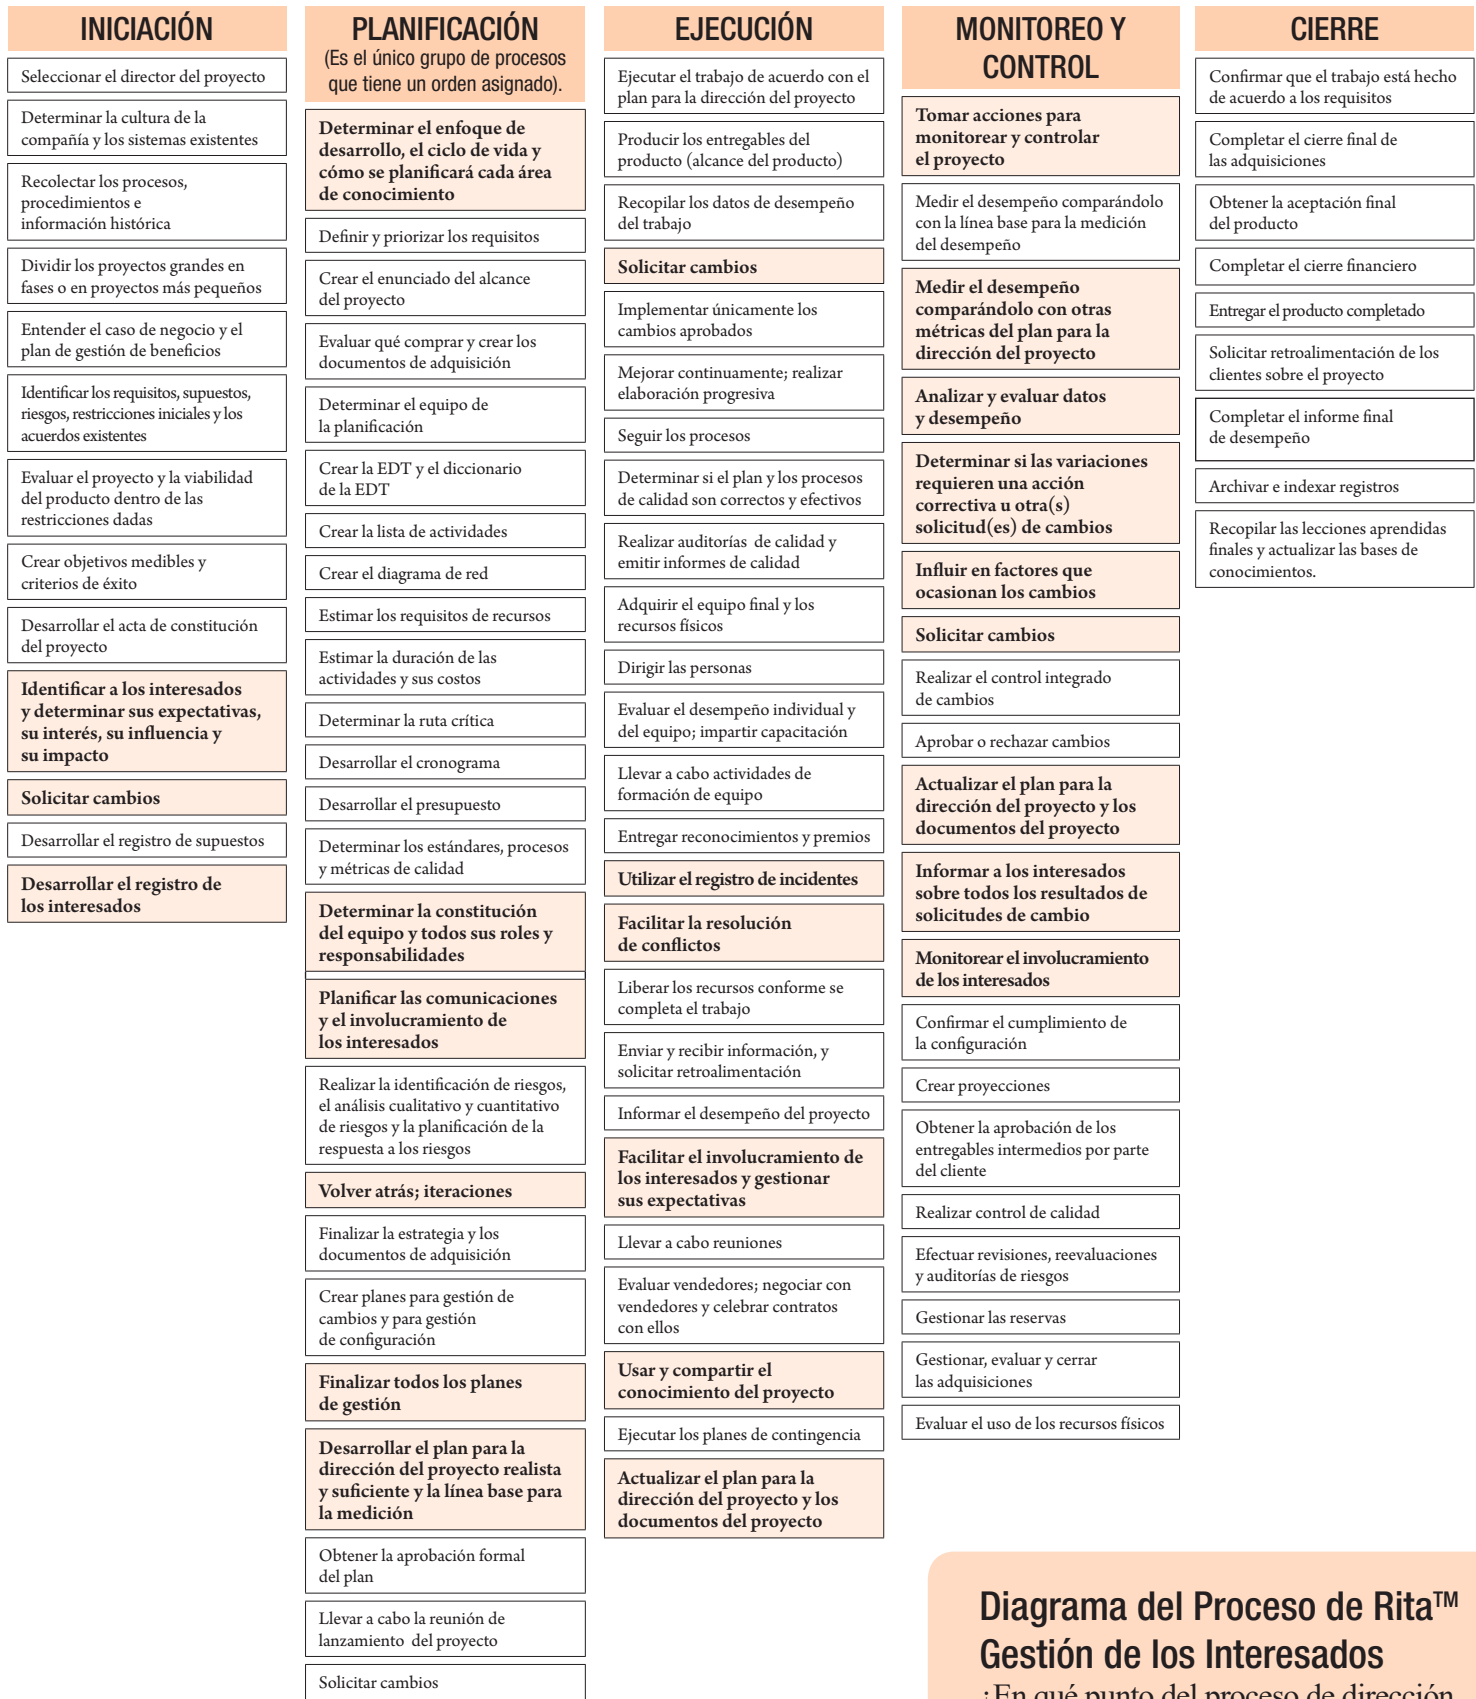 INICIACIÓN
Seleccionar el director del proyecto
Determinar la cultura de la
compañía y los sistemas existentes
Recolectar los procesos,
procedimientos e
información histórica
Dividir los proyectos grandes en
fases o en proyectos más pequeños
Entender el caso de negocio y el
plan de gestión de beneficios
Identificar los requisitos, supuestos,
riesgos, restricciones iniciales y los
acuerdos existentes
Evaluar el proyecto y la viabilidad
del producto dentro de las
restricciones dadas
Crear objetivos medibles y
criterios de éxito
Desarrollar el acta de constitución
del proyecto
Identificar a los interesados
y determinar sus expectativas,
su interés, su influencia y
su impacto
Solicitar cambios
Desarrollar el registro de supuestos
Desarrollar el registro de
los interesados
PLANIFICACIÓN
(Es el único grupo de procesos
que tiene un orden asignado).
Determinar el enfoque de
desarrollo, el ciclo de vida y
cómo se planificará cada área
de conocimiento
Definir y priorizar los requisitos
Crear el enunciado del alcance
del proyecto
Evaluar qué comprar y crear los
documentos de adquisición
Determinar el equipo de
la planificación
Crear la EDT y el diccionario
de la EDT
Crear la lista de actividades
Crear el diagrama de red
Estimar los requisitos de recursos
Estimar la duración de las
actividades y sus costos
Determinar la ruta crítica
Desarrollar el cronograma
Desarrollar el presupuesto
Determinar los estándares, procesos
y métricas de calidad
Determinar la constitución
del equipo y todos sus roles y
responsabilidades
Planificar las comunicaciones
y el involucramiento de
los interesados
Realizar la identificación de riesgos,
el análisis cualitativo y cuantitativo
de riesgos y la planificación de la
respuesta a los riesgos
Volver atrás; iteraciones
Finalizar la estrategia y los
documentos de adquisición
Crear planes para gestión de
cambios y para gestión
de configuración
Finalizar todos los planes
de gestión
Desarrollar el plan para la
dirección del proyecto realista
y suficiente y la línea base para
la medición
Obtener la aprobación formal
del plan
Llevar a cabo la reunión de
lanzamiento del proyecto
Solicitar cambios
EJECUCIÓN
Ejecutar el trabajo de acuerdo con el
plan para la dirección del proyecto
Producir los entregables del
producto (alcance del producto)
Recopilar los datos de desempeño
del trabajo
Solicitar cambios
Implementar únicamente los
cambios aprobados
Mejorar continuamente; realizar
elaboración progresiva
Seguir los procesos
Determinar si el plan y los procesos
de calidad son correctos y efectivos
Realizar auditorías de calidad y
emitir informes de calidad
Adquirir el equipo final y los
recursos físicos
Dirigir las personas
Evaluar el desempeño individual y
del equipo; impartir capacitación
Llevar a cabo actividades de
formación de equipo
Entregar reconocimientos y premios
Utilizar el registro de incidentes
Facilitar la resolución
de conflictos
Liberar los recursos conforme se
completa el trabajo
Enviar y recibir información, y
solicitar retroalimentación
Informar el desempeño del proyecto
Facilitar el involucramiento de
los interesados y gestionar
sus expectativas
Llevar a cabo reuniones
Evaluar vendedores; negociar con
vendedores y celebrar contratos
con ellos
Usar y compartir el
conocimiento del proyecto
Ejecutar los planes de contingencia
Actualizar el plan para la
dirección del proyecto y los
documentos del proyecto
MONITOREO Y
CONTROL
Tomar acciones para
monitorear y controlar
el proyecto
Medir el desempeño comparándolo
con la línea base para la medición
del desempeño
Medir el desempeño
comparándolo con otras
métricas del plan para la
dirección del proyecto
Analizar y evaluar datos
y desempeño
Determinar si las variaciones
requieren una acción
correctiva u otra(s)
solicitud(es) de cambios
Influir en factores que
ocasionan los cambios
Solicitar cambios
Realizar el control integrado
de cambios
Aprobar o rechazar cambios
Actualizar el plan para la
dirección del proyecto y los
documentos del proyecto
Informar a los interesados
sobre todos los resultados de
solicitudes de cambio
Monitorear el involucramiento
de los interesados
Confirmar el cumplimiento de
la configuración
Crear proyecciones
Obtener la aprobación de los
entregables intermedios por parte
del cliente
Realizar control de calidad
Efectuar revisiones, reevaluaciones
y auditorías de riesgos
Gestionar las reservas
Gestionar, evaluar y cerrar
las adquisiciones
Evaluar el uso de los recursos físicos
CIERRE
Confirmar que el trabajo está hecho
de acuerdo a los requisitos
Completar el cierre final de
las adquisiciones
Obtener la aceptación final
del producto
Completar el cierre financiero
Entregar el producto completado
Solicitar retroalimentación de los
clientes sobre el proyecto
Completar el informe final
de desempeño
Archivar e indexar registros
Recopilar las lecciones aprendidas
finales y actualizar las bases de
conocimientos.
Diagrama del Proceso de Rita™
Gestión de los Interesados
¿En qué punto del proceso de dirección